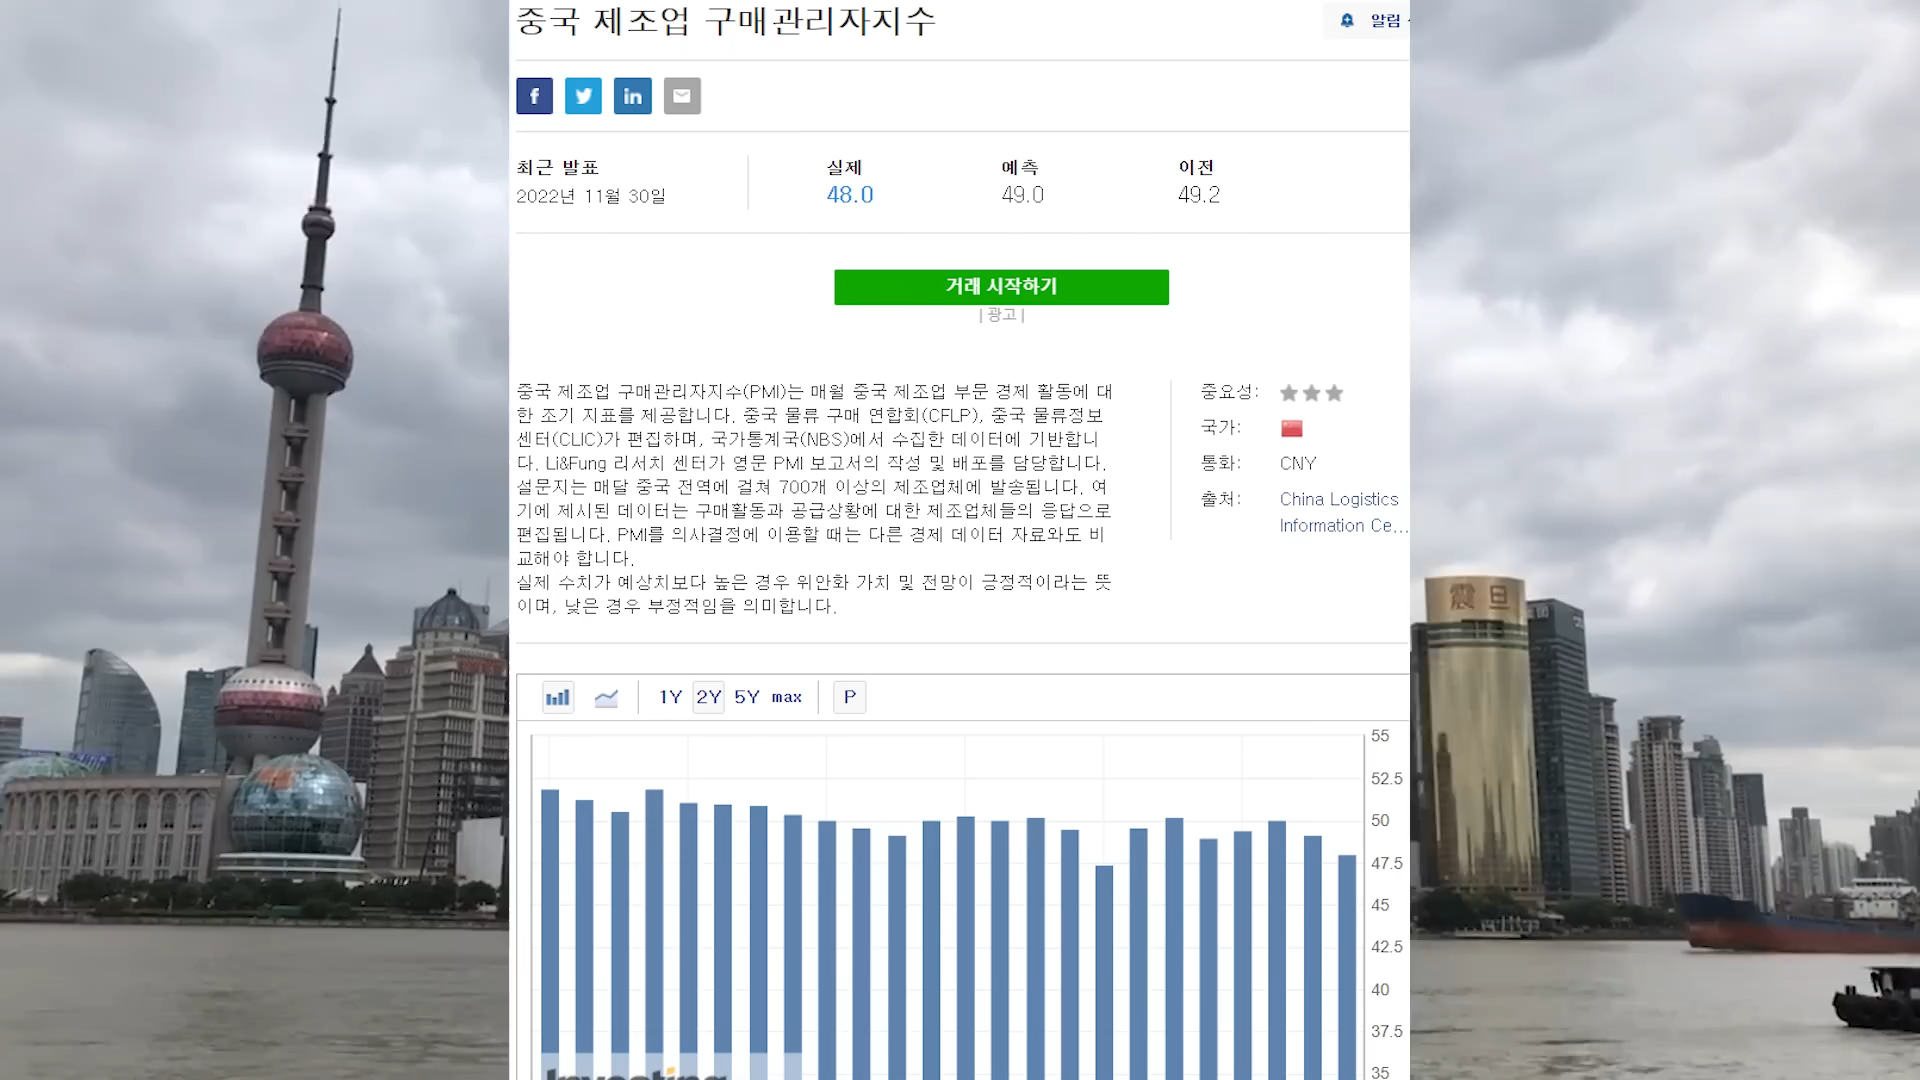 중국 제조업 구매관리자지수
알림
최근 발표
실제
예측
이전
2022년 11월 30일
48.0
49.0
49.2
거래 시작하기
| 광고 |
중국 제조업 구매관리자지수(PMI)는 매월 중국 제조업 부문 경제 활동에 대
한 조기 지표를 제공합니다. 중국 물류 구매 연합회(CFLP), 중국 물류정보
센터(CLIC)가 편집하며, 국가통계국(NBS)에서 수집한 데이터에 기반합니
다. Li&Fung 리서치 센터가 영문 PMI 보고서의 작성 및 배포를 담당합니다.
설문지는 매달 중국 전역에 걸쳐 700개 이상의 제조업체에 발송됩니다. 여
기에 제시된 데이터는 구매활동과 공급상황에 대한 제조업체들의 응답으로
편집됩니다. PMI를 의사결정에 이용할 때는 다른 경제 데이터 자료와도 비
교해야 합니다.
실제 수치가 예상치보다 높은 경우 위안화 가치 및 전망이 긍정적이라는 뜻
이며, 낮은 경우 부정적임을 의미합니다.
중요성:
국가:
통화: CNY
출처: China Logistics
Information Ce...
1Y 2Y 5Y max P
55
52.5
50
47.5
45
42.5
40
37.5
35
Investing
震旦